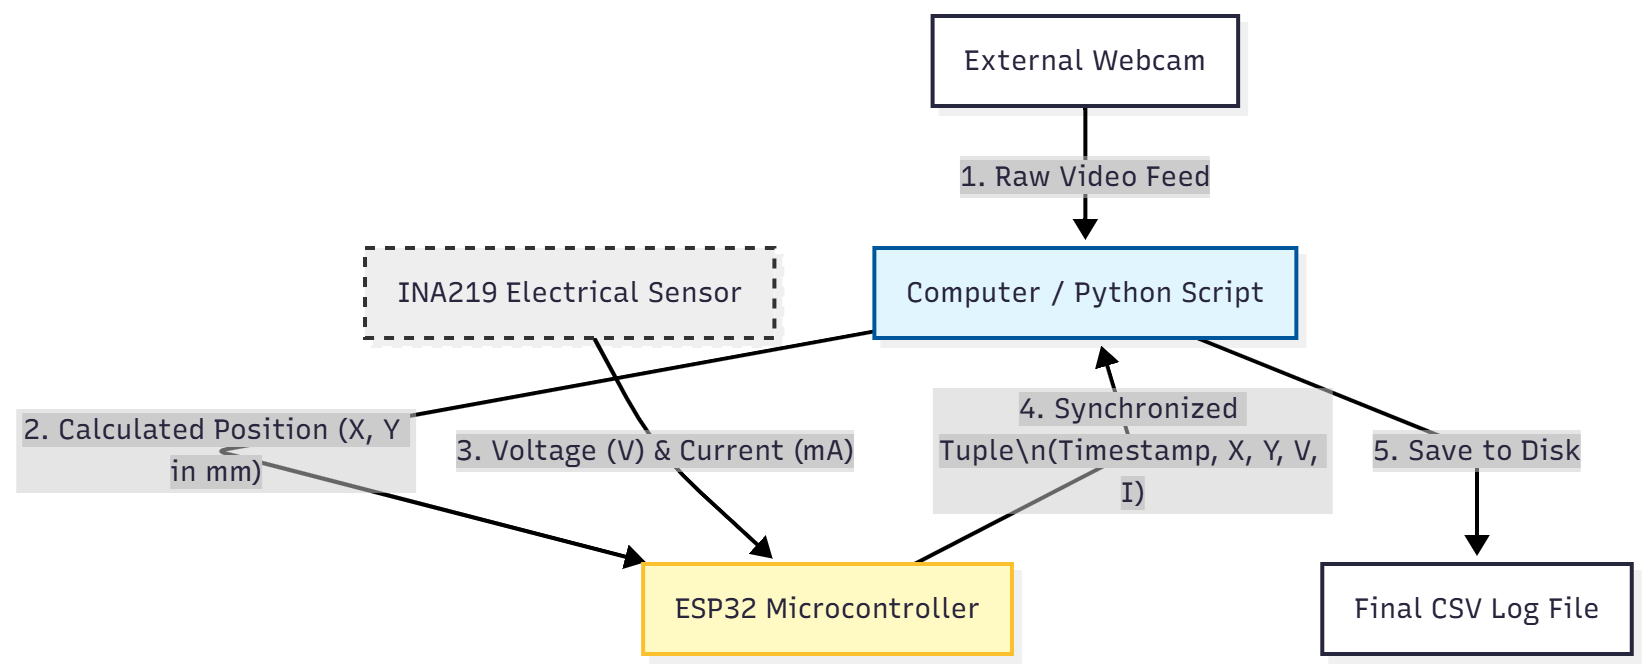 External Webcam
1. Raw Video Feed
INA219 Electrical Sensor
Computer / Python Script
2. Calculated Position (X, Y
in mm)
3. Voltage (V) & Current (mA)
4. Synchronized
Tuple\n(Timestamp, X, Y, V,
I)
5. Save to Disk
ESP32 Microcontroller
Final CSV Log File